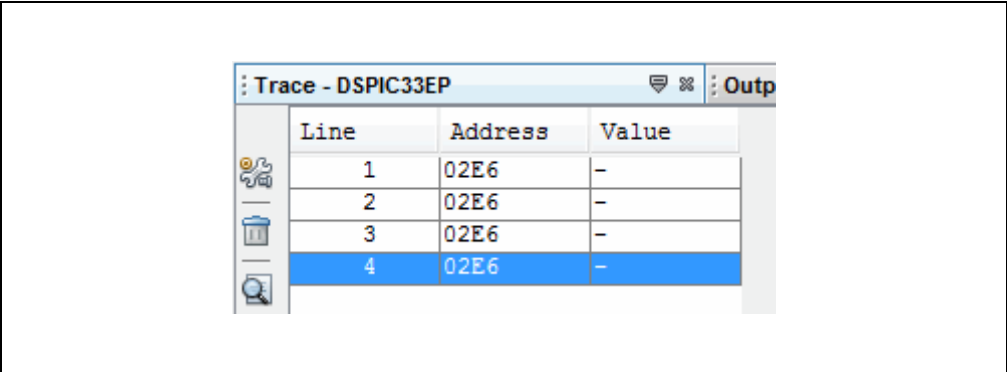 Trace - DSPIC33EP Outp
Line Address Value
1 02E6 –
2 02E6 –
3 02E6 –
4 02E6 –